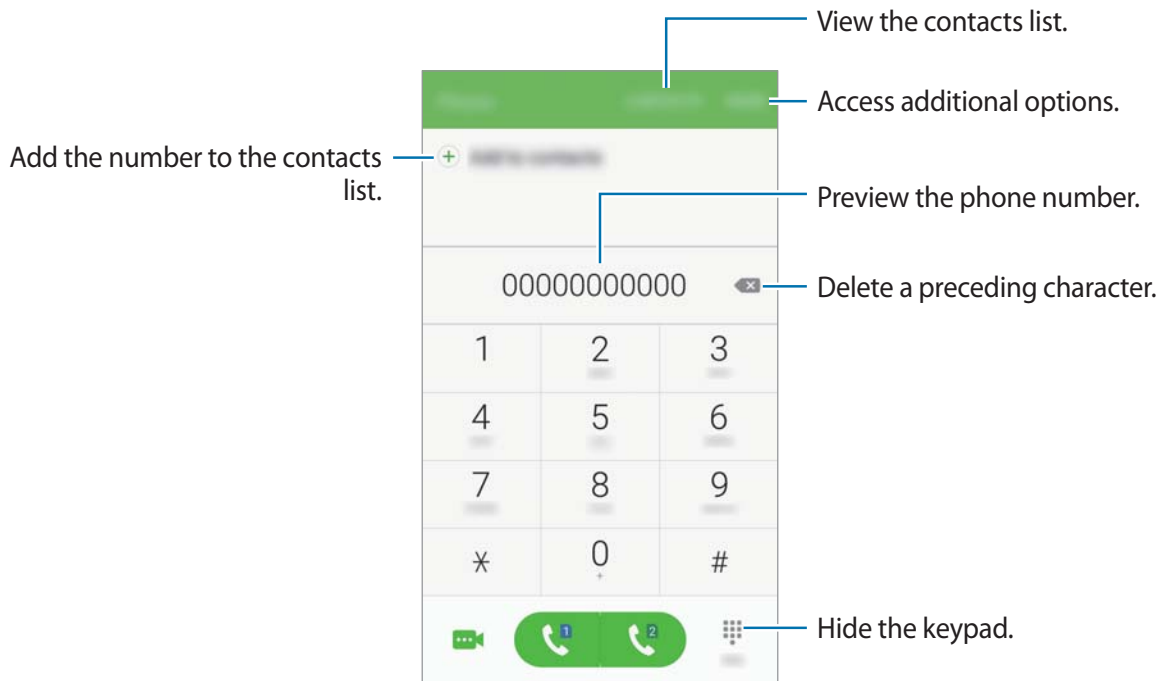 View the contacts list.
Access additional options.
Add the number to the contacts
list.
Preview the phone number.
00000000000
Delete a preceding character.
1 2 3
4 5 6
7 8 9
* 0 #
+
1 2
Hide the keypad.